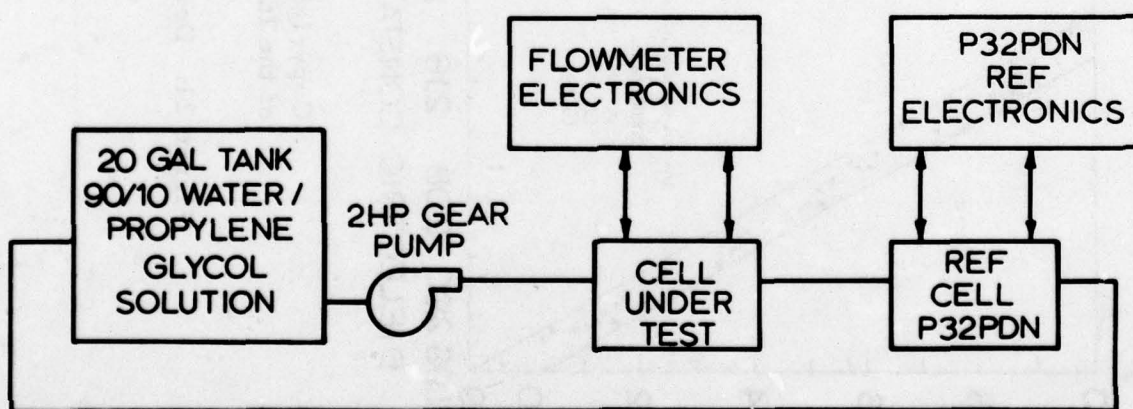 FLOWMETER
ELECTRONICS
P32PDN
REF
ELECTRONICS
20 GAL TANK
90/10 WATER /
PROPYLENE
GLYCOL
SOLUTION
2HP GEAR
PUMP
CELL
UNDER
TEST
REF
CELL
P32PDN